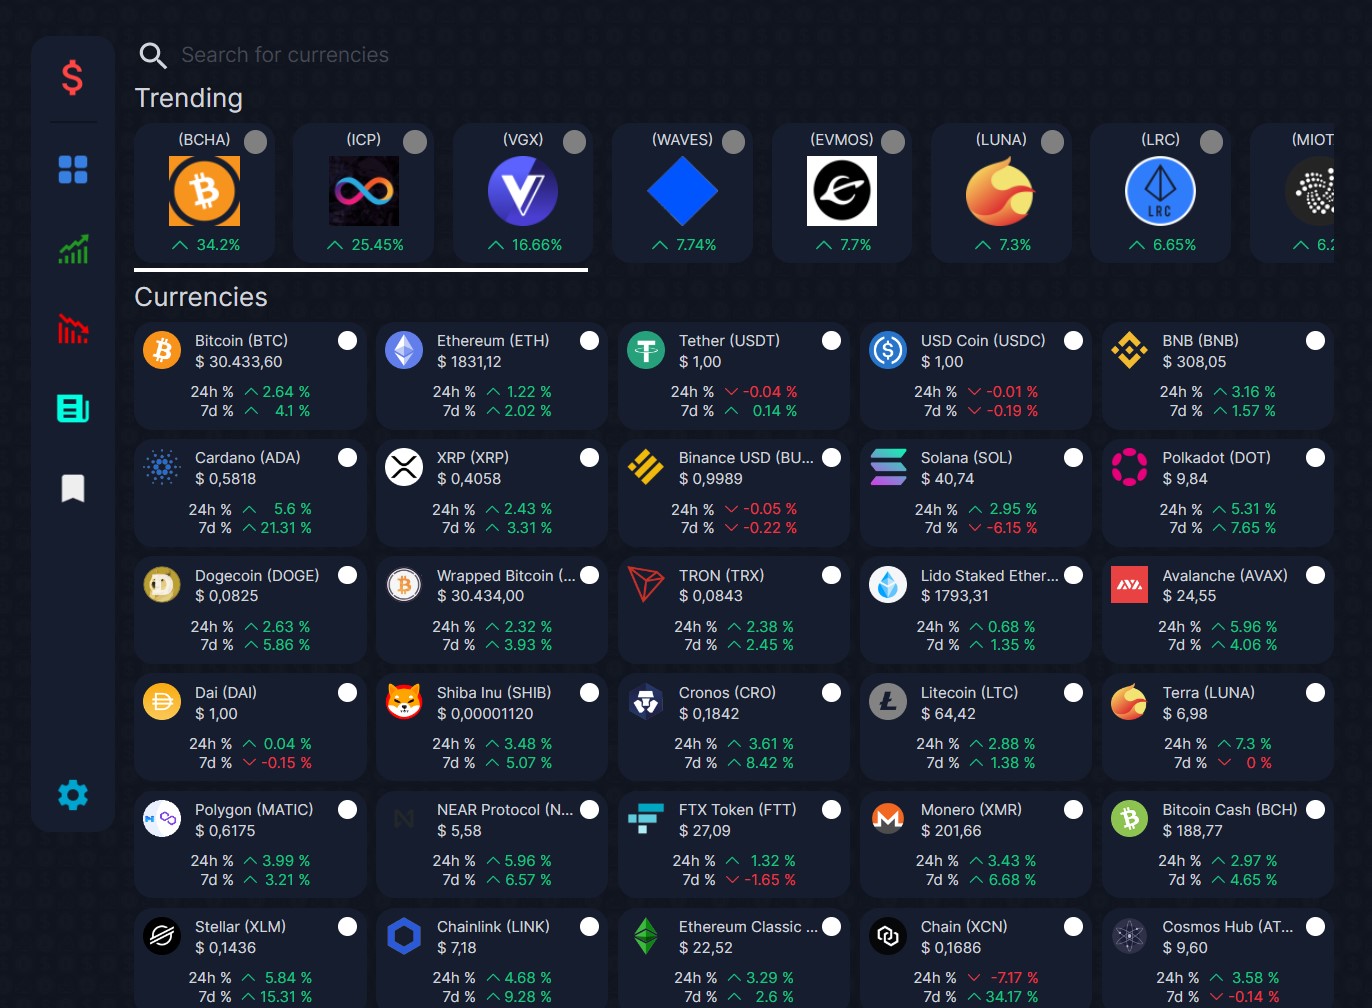 $
Search for currencies
Trending
(BCHA)
34.2%
(ICP)
25.45%
(VGX)
16.66%
(WAVES)
7.74%
(EVMOS)
7.7%
(LUNA)
7.3%
(LRC)
LRC
6.65%
(MIOT
6.2
Currencies
Bitcoin (BTC)
$ 30.433,60
24h % 2.64 %
7d % 4.1 %
Ethereum (ETH)
$ 1831,12
24h % 1.22 %
7d % 2.02 %
Tether (USDT)
$ 1,00
24h % -0.04 %
7d % 0.14 %
USD Coin (USDC)
$ 1,00
24h % -0.01 %
7d % -0.19 %
BNB (BNB)
$ 308,05
24h % 3.16 %
7d % 1.57 %
Cardano (ADA)
$ 0,5818
24h % 5.6 %
7d % 21.31 %
XRP (XRP)
$ 0,4058
24h % 2.43 %
7d % 3.31 %
Binance USD (BU...
$ 0,9989
24h % -0.05 %
7d % -0.22 %
Solana (SOL)
$ 40,74
24h % 2.95 %
7d % -6.15 %
Polkadot (DOT)
$ 9,84
24h % 5.31 %
7d % 7.65 %
Dogecoin (DOGE)
$ 0,0825
24h % 2.63 %
7d % 5.86 %
Wrapped Bitcoin (...
$ 30.434,00
24h % 2.32 %
7d % 3.93 %
TRON (TRX)
$ 0,0843
24h % 2.38 %
7d % 2.45 %
Lido Staked Ether...
$ 1793,31
24h % 0.68 %
7d % 1.35 %
Avalanche (AVAX)
$ 24,55
24h % 5.96 %
7d % 4.06 %
Dai (DAI)
$ 1,00
24h % 0.04 %
7d % -0.15 %
Shiba Inu (SHIB)
$ 0,00001120
24h % 3.48 %
7d % 5.07 %
Cronos (CRO)
$ 0,1842
24h % 3.61 %
7d % 8.42 %
Litecoin (LTC)
$ 64,42
24h % 2.88 %
7d % 1.38 %
Terra (LUNA)
$ 6,98
24h % 7.3 %
7d % 0 %
Polygon (MATIC)
$ 0,6175
24h % 3.99 %
7d % 3.21 %
NEAR Protocol (N...
$ 5,58
24h % 5.96 %
7d % 6.57 %
FTX Token (FTT)
$ 27,09
24h % 1.32 %
7d % -1.65 %
Monero (XMR)
$ 201,66
24h % 3.43 %
7d % 6.68 %
Bitcoin Cash (BCH)
$ 188,77
24h % 2.97 %
7d % 4.65 %
Stellar (XLM)
$ 0,1436
24h % 5.84 %
7d % 15.31 %
Chainlink (LINK)
$ 7,18
24h % 4.68 %
7d % 9.28 %
Ethereum Classic ...
$ 22,52
24h % 3.29 %
7d % 2.6 %
Chain (XCN)
$ 0,1686
24h % -7.17 %
7d % 34.17 %
Cosmos Hub (AT...
$ 9,60
24h % 3.58 %
7d % -0.14 %